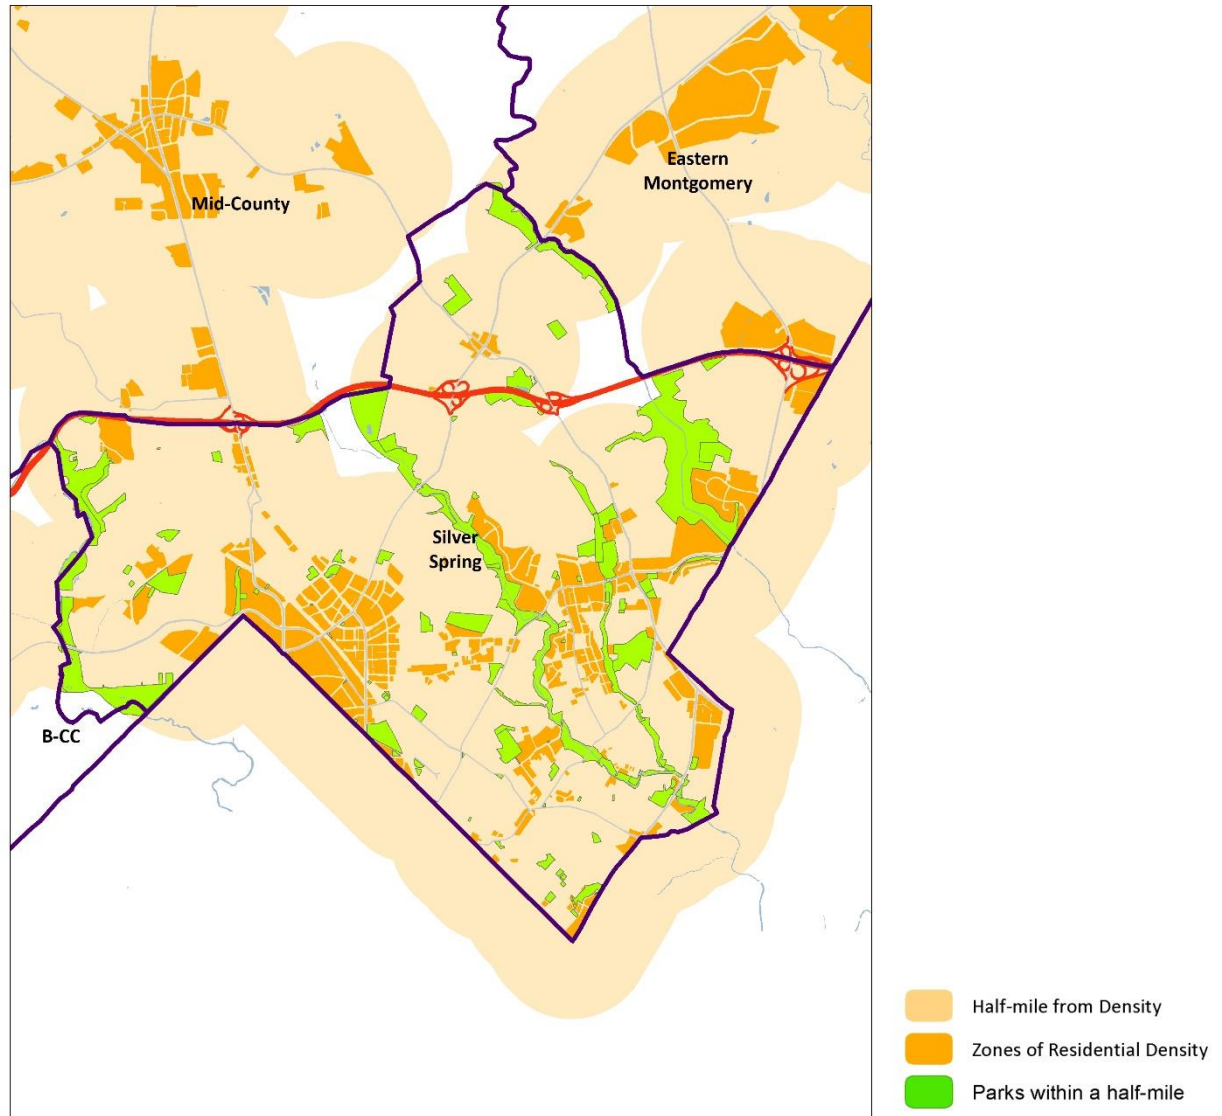 Eastern
Montgomery
Mid-County
Silver
Spring
B-CC
Half-mile from Density
Zones of Residential Density
Parks within a half-mile